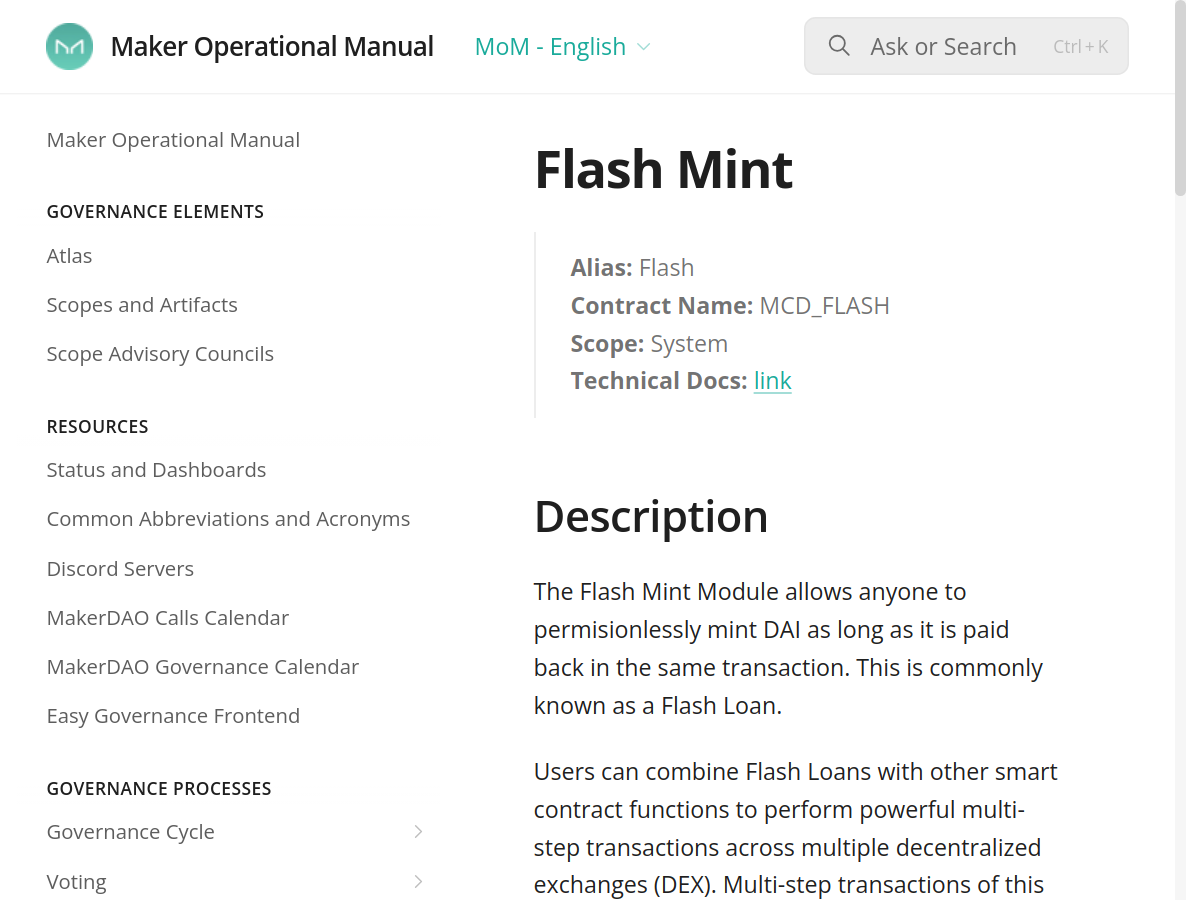 Maker Operational Manual
MoM - English
Ask or Search
Ctrl + K
Maker Operational Manual
GOVERNANCE ELEMENTS
Atlas
Scopes and Artifacts
Scope Advisory Councils
RESOURCES
Status and Dashboards
Common Abbreviations and Acronyms
Discord Servers
MakerDAO Calls Calendar
MakerDAO Governance Calendar
Easy Governance Frontend
GOVERNANCE PROCESSES
Governance Cycle
Voting
Flash Mint
Alias: Flash
Contract Name: MCD_FLASH
Scope: System
Technical Docs: link
Description
The Flash Mint Module allows anyone to
permisionlessly mint DAI as long as it is paid
back in the same transaction. This is commonly
known as a Flash Loan.
Users can combine Flash Loans with other smart
contract functions to perform powerful multi-
step transactions across multiple decentralized
exchanges (DEX). Multi-step transactions of this